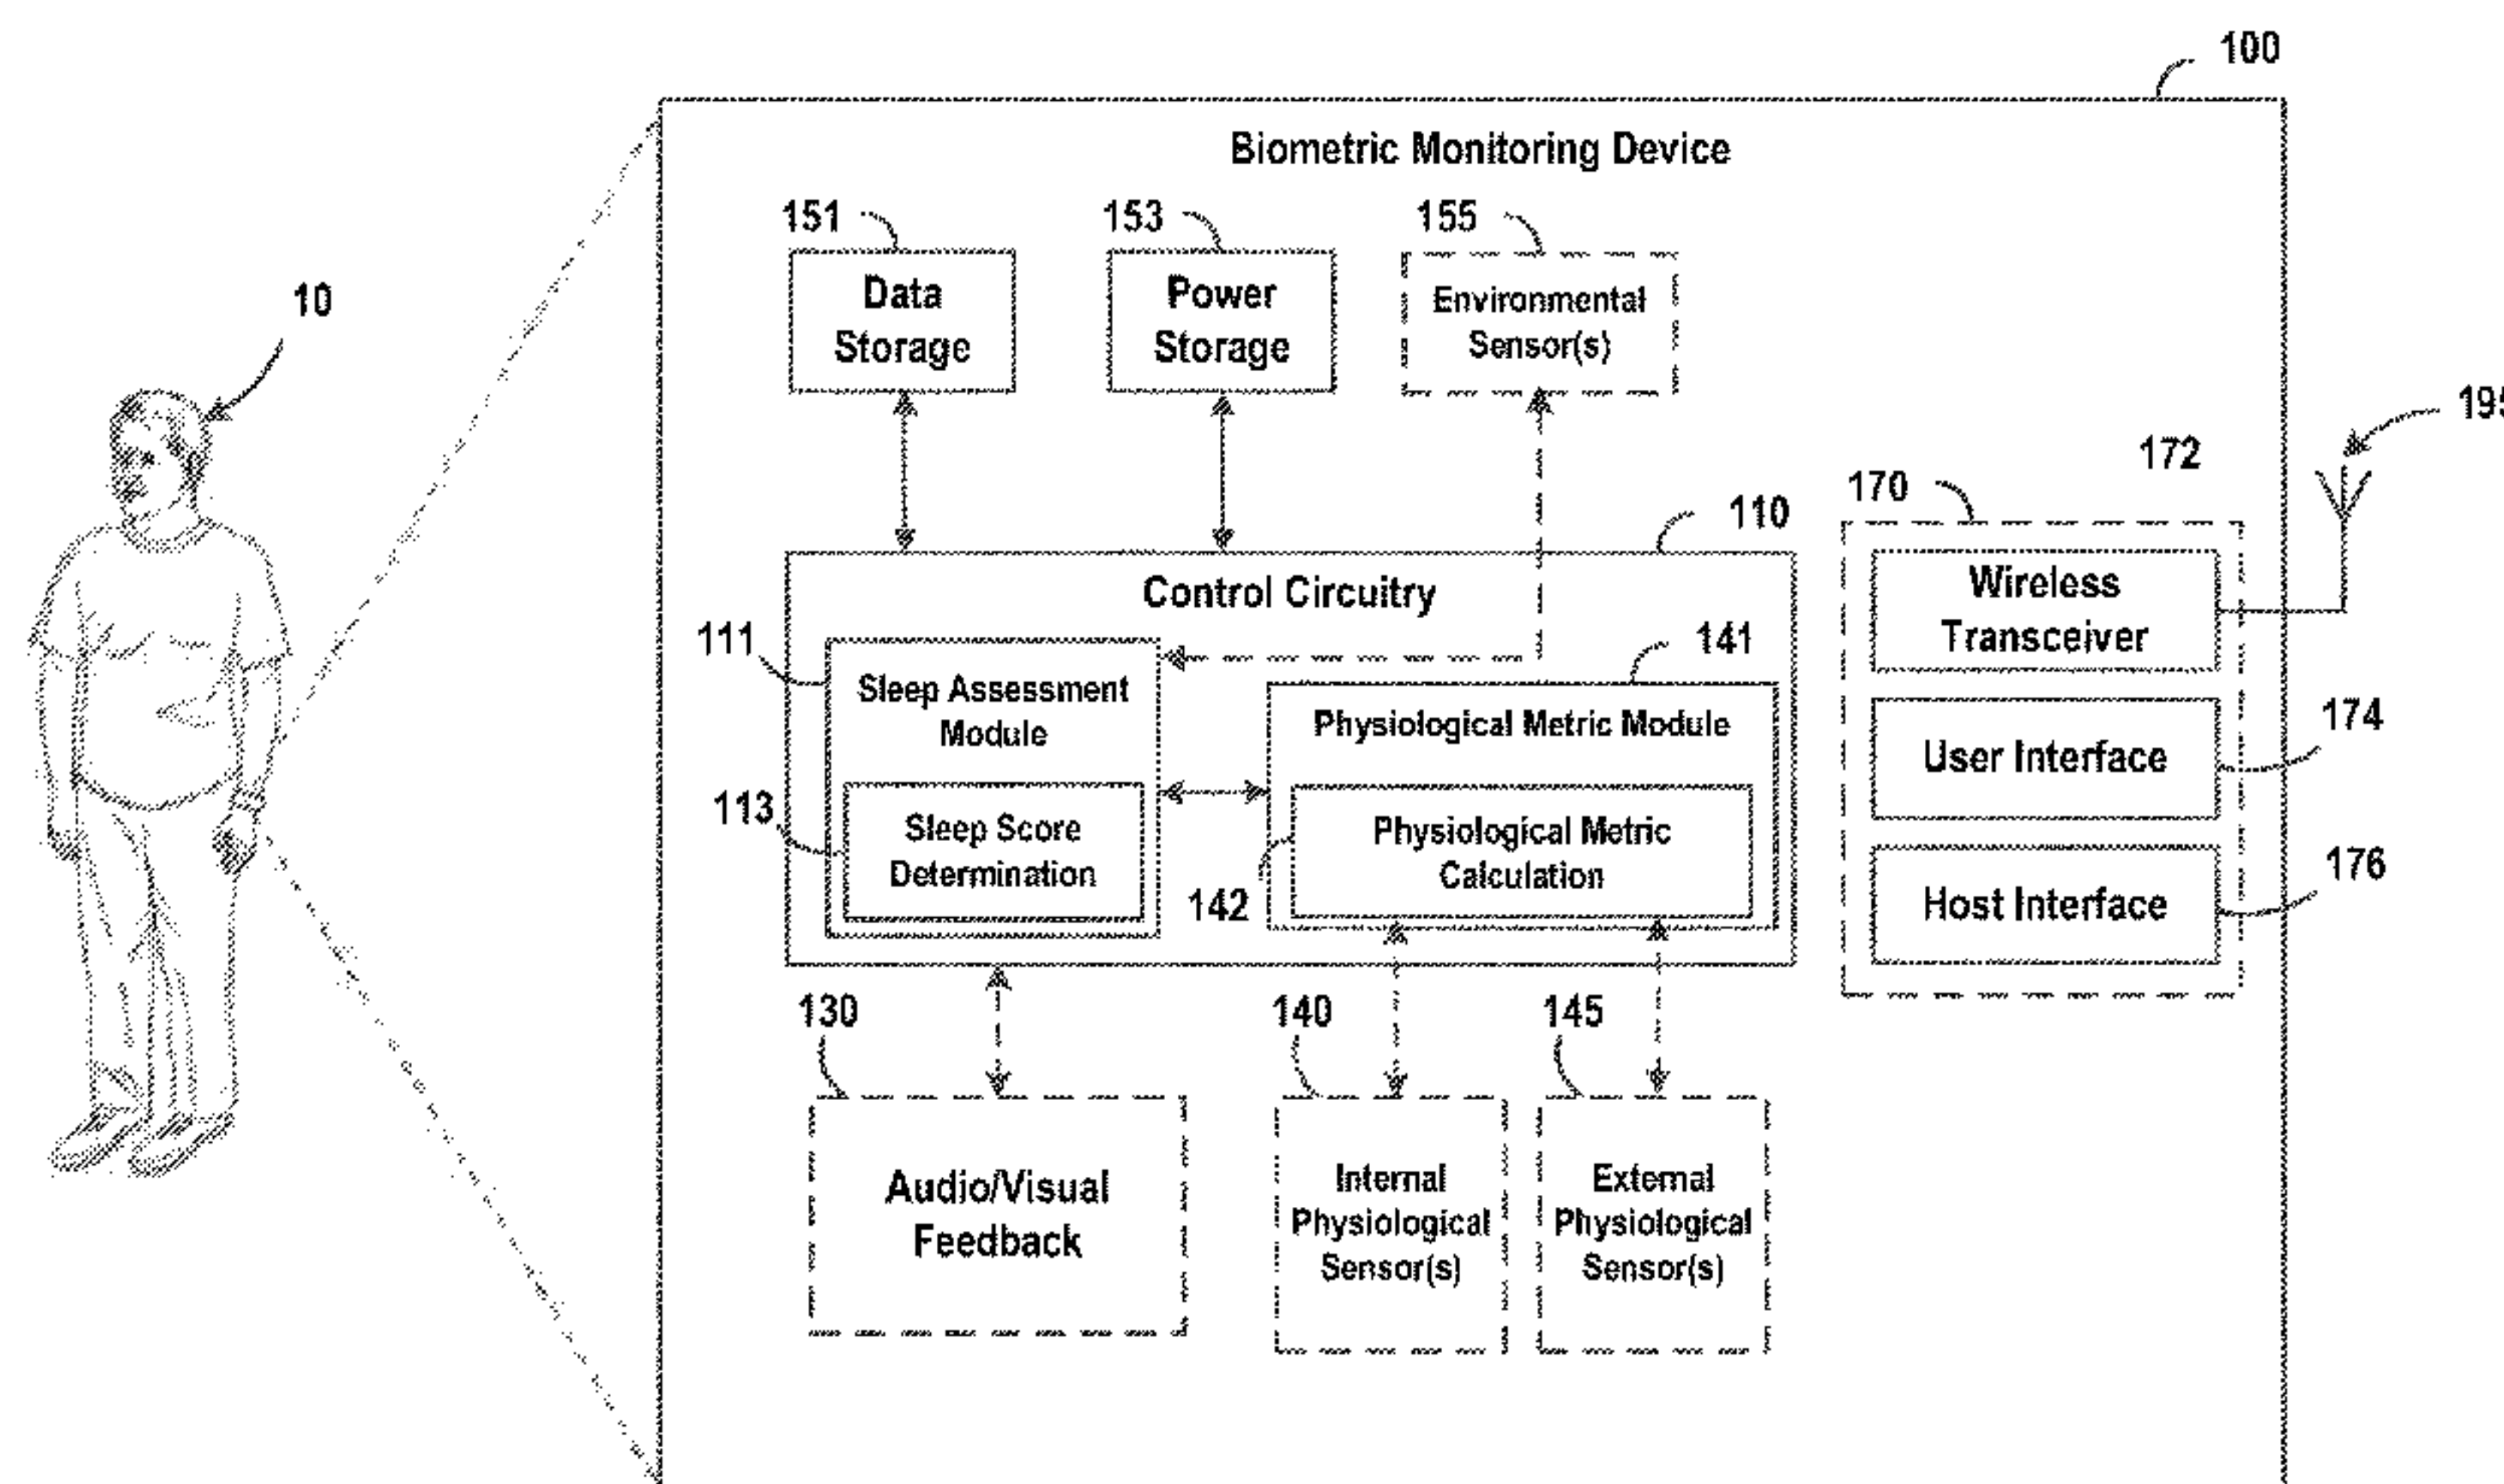 100
Biometric Monitoring Device
151
153
155
Data
Storage
Power
Storage
Environmental
Sensor(s)
10
195
172
170
110
Control Circuitry
Wireless
Transceiver
111
141
Sleep Assessment
Module
Physiological Metric Module
174
User Interface
113
Sleep Score
Determination
Physiological Metric
Calculation
142
176
Host Interface
130
140
145
Audio/Visual
Feedback
Internal
Physiological
Sensor(s)
External
Physiological
Sensor(s)